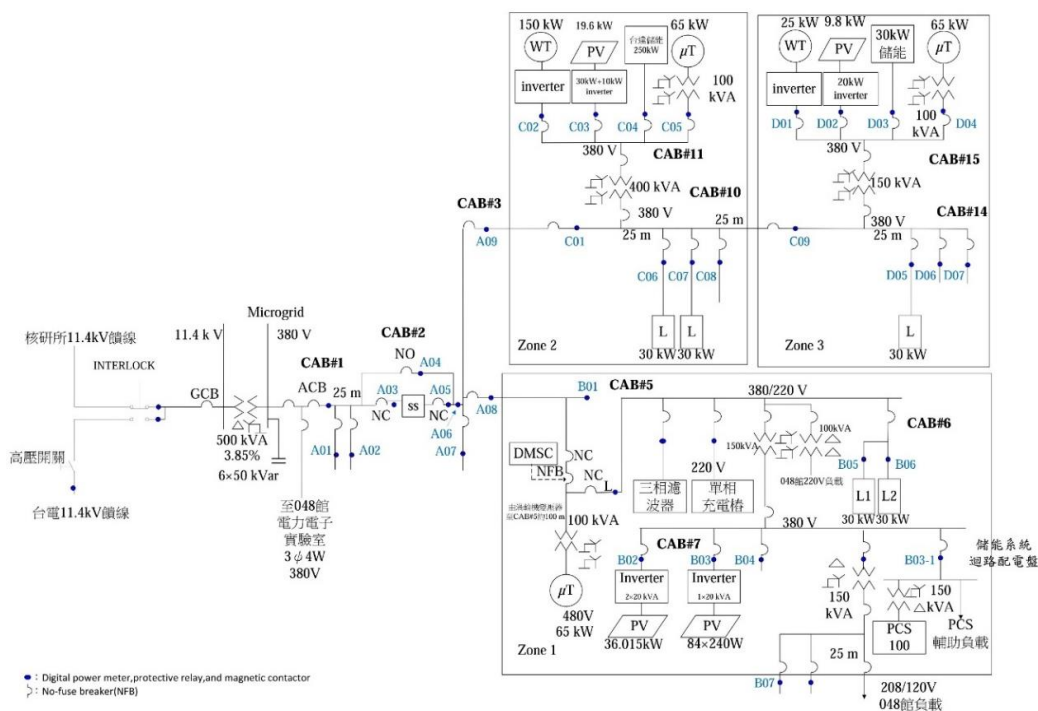 150 kW
19.6 kW
台達儲能
250kW
65 kW
WT
PV
μT
inverter
30kW+10kW
inverter
100
kVA
C02
C03
C04
C05
380 V
CAB#11
400 kVA
CAB#10
380 V
25 m
25 m
C01
C06
C07
C08
L
L
30 kW
30 kW
Zone 2
25 kW
9.8 kW
30kW
儲能
65 kW
WT
PV
μT
inverter
20kW
inverter
100
kVA
D01
D02
D03
D04
380 V
CAB#15
150 kVA
380 V
CAB#14
25 m
C09
D05
D06
D07
L
30 kW
Zone 3
CAB#3
A09
核研所11.4kV饋線
INTERLOCK
高壓開關
台電11.4kV饋線
GCB
11.4 k V
Microgrid
380 V
500 kVA
3.85%
6×50 kVar
CAB#1
ACB
25 m
A01
A02
至048館
電力電子
實驗室
3 φ 4W
380V
CAB#2
NO
A04
A03
NC
ss
A05
NC
A06
A07
A08
B01
CAB#5
380/220 V
CAB#6
DMSC
NC
NFB
NC
L
100 kVA
μT
480V
65 kW
三相濾
波器
220 V
單相
充電樁
150kVA
100kVA
048館220V負載
B05
B06
L1
L2
30 kW
30 kW
380 V
CAB#7
B02
B03
B04
Inverter
2×20 kVA
Inverter
1×20 kVA
PV
PV
36.015kW
84×240W
150
kVA
B03-1
儲能系統
迴路配電盤
150
kVA
PCS
100
PCS
輔助負載
25 m
B07
208/120V
048館負載
Zone 1
: Digital power meter,protective relay,and magnetic contactor
: No-fuse breaker(NFB)